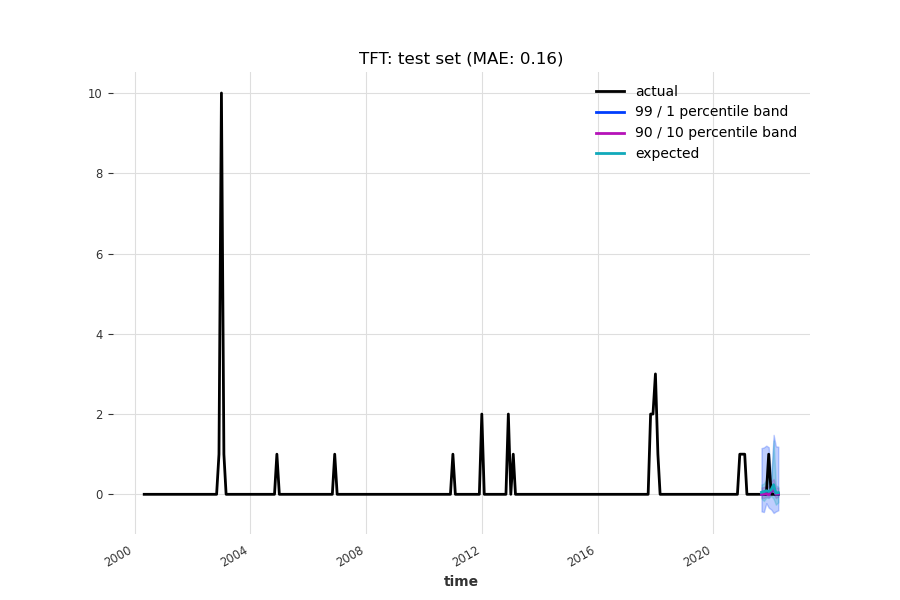 TFT: test set (MAE: 0.16)
actual
99 / 1 percentile band
90 / 10 percentile band
expected
10
8
6
4
2
0
2000
2004
2008
2012
2016
2020
time